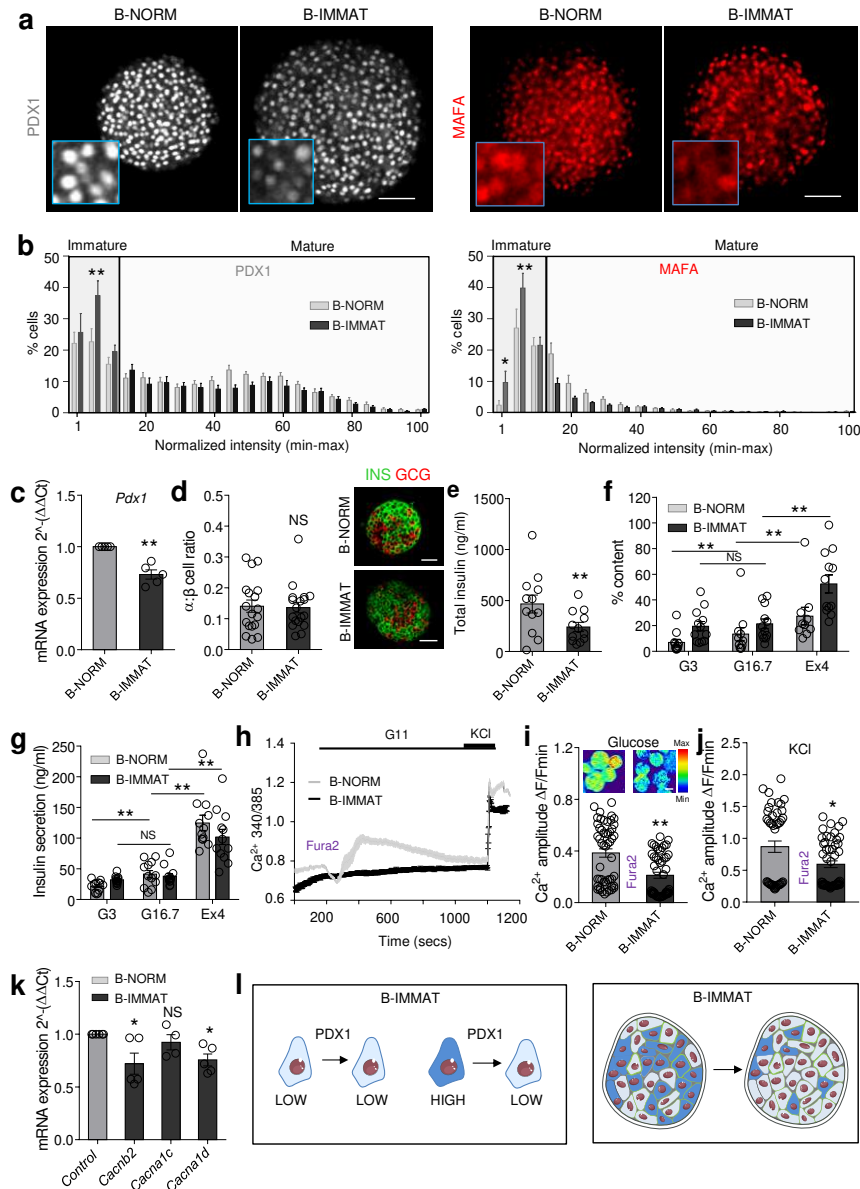 a
B-NORM
B-IMMAT
B-NORM
B-IMMAT
PDX1
MAFA
b
Immature
Mature
PDX1
B-NORM
B-IMMAT
% cells
50
40
30
20
10
0
1
20
40
60
80
100
Normalized intensity (min-max)
**
Immature
Mature
MAFA
B-NORM
B-IMMAT
% cells
50
40
30
20
10
0
1
20
40
60
80
100
Normalized intensity (min-max)
*
**
c
Pdx1
mRNA expression 2^-(ΔΔCt)
1.5
1.0
0.5
0.0
**
B-NORM
B-IMMAT
d
α:β cell ratio
0.5
0.4
0.3
0.2
0.1
0.0
NS
B-NORM
B-IMMAT
INS GCG
B-NORM
B-IMMAT
e
Total insulin (ng/ml)
1500
1000
500
0
**
B-NORM
B-IMMAT
f
B-NORM
B-IMMAT
% content
200
150
100
50
0
**
NS
**
**
G3
G16.7
Ex4
g
B-NORM
B-IMMAT
Insulin secretion (ng/ml)
250
200
150
100
50
0
**
NS
**
**
G3
G16.7
Ex4
h
G11
KCl
B-NORM
B-IMMAT
Fura2
Ca2+ 340/385
1.4
1.2
1.0
0.8
0.6
200
400
600
800
1000
1200
Time (secs)
i
Glucose
Max
Min
Ca2+ amplitude ΔF/Fmin
1.2
0.8
0.4
0.0
**
Fura2
B-NORM
B-IMMAT
j
KCl
Ca2+ amplitude ΔF/Fmin
2.5
2.0
1.5
1.0
0.5
0.0
*
Fura2
B-NORM
B-IMMAT
k
B-NORM
B-IMMAT
mRNA expression 2^-(ΔΔCt)
1.5
1.0
0.5
0.0
*
NS
*
Control
Cacnb2
Cacna1c
Cacna1d
l
B-IMMAT
PDX1
PDX1
LOW
LOW
HIGH
LOW
B-IMMAT